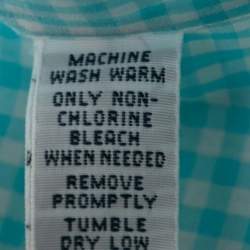 MACHINE
WASH WARM
ONLY NON-
CHLORINE
BLEACH
WHEN NEEDED
REMOVE
PROMPTLY
TUMBLE
DRY LOW